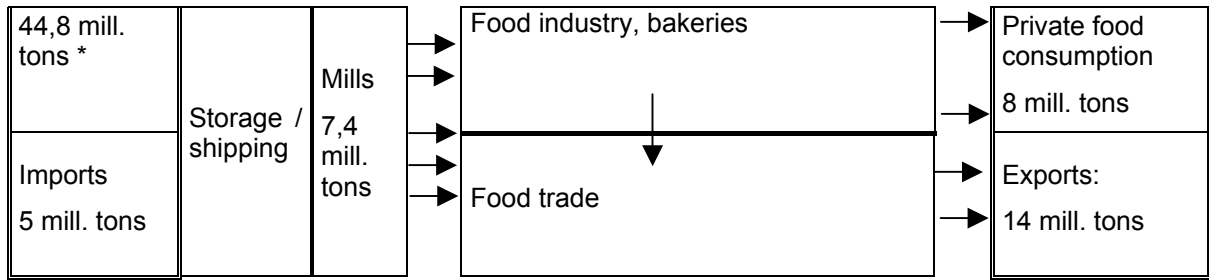 44,8 mill.
tons *
Imports
5 mill. tons
Storage /
shipping
Mills
7,4
mill.
tons
Food industry, bakeries
Food trade
Private food
consumption
8 mill. tons
Exports:
14 mill. tons